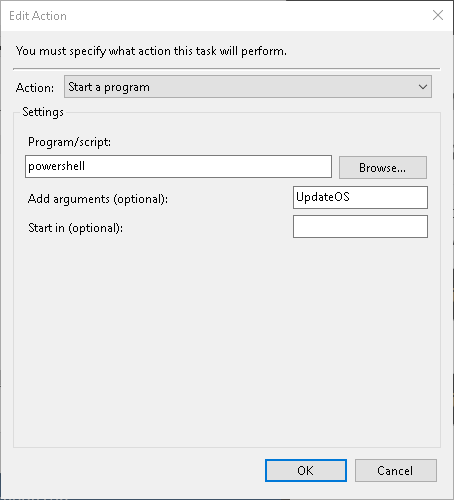 Edit Action
You must specify what action this task will perform.
Action: Start a program
Settings
Program/script:
powershell Browse...
Add arguments (optional): UpdateOS
Start in (optional):
OK Cancel